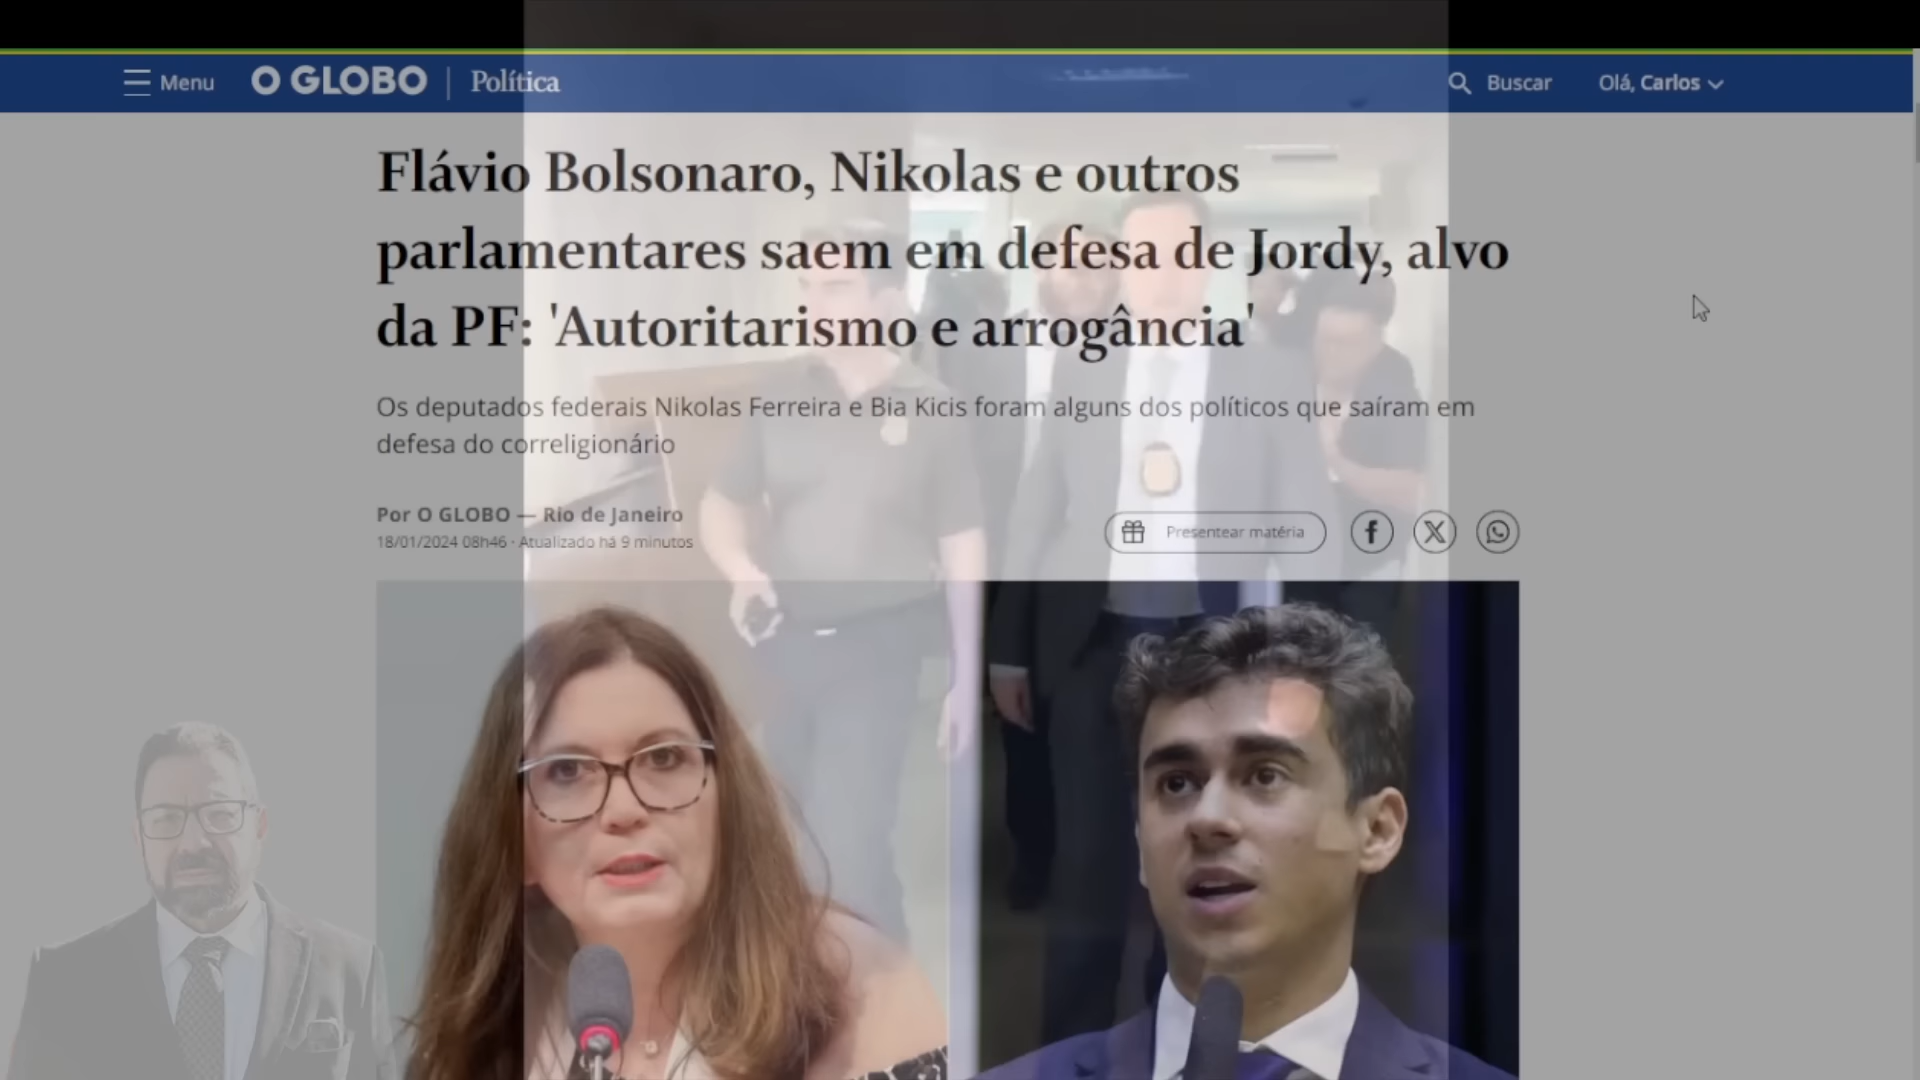 Menu
O GLOBO | Política
Buscar
Olá, Carlos
Flávio Bolsonaro, Nikolas e outros
parlamentares saem em defesa de Jordy, alvo
da PF: 'Autoritarismo e arrogância'
Os deputados federais Nikolas Ferreira e Bia Kicis foram alguns dos políticos que saíram em
defesa do correligionário
Por O GLOBO — Rio de Janeiro
18/01/2024 08h46 · Atualizado há 9 minutos
Presentear matéria